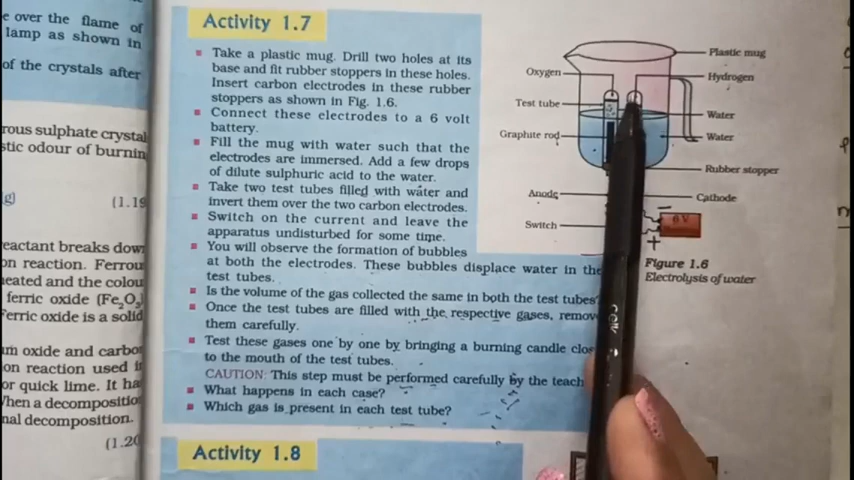 e over the flame of
lamp as shown in
of the crystals after
rous sulphate crystal
stic odour of burnin
(g)
(1.19
reactant breaks down
on reaction. Ferrou
eated and the colou
ferric oxide (Fe2O3)
Ferric oxide is a solid
um oxide and carbon
on reaction used i
or quick lime. It ha
When a decomposition
mal decomposition.
(1.20
Activity 1.7
Take a plastic mug. Drill two holes at its
base and fit rubber stoppers in these holes.
Insert carbon electrodes in these rubber
stoppers as shown in Fig. 1.6.
Connect these electrodes to a 6 volt
battery.
Fill the mug with water such that the
electrodes are immersed. Add a few drops
of dilute sulphuric acid to the water.
Take two test tubes filled with water and
invert them over the two carbon electrodes.
Switch on the current and leave the
apparatus undisturbed for some time.
You will observe the formation of bubbles
at both the electrodes. These bubbles displace water in the
test tubes.
Is the volume of the gas collected the same in both the test tubes?
Once the test tubes are filled with the respective gases, remov
them carefully.
Test these gases one by one by bringing a burning candle clos
to the mouth of the test tubes.
CAUTION: This step must be performed carefully by the teach
What happens in each case?
Which gas is present in each test tube?
Activity 1.8
Oxygen
Test tube
Graphite rod
Anode
Switch
Plastic mug
Hydrogen
Water
Water
Rubber stopper
Cathode
6 V
Figure 1.6
Electrolysis of water
cell